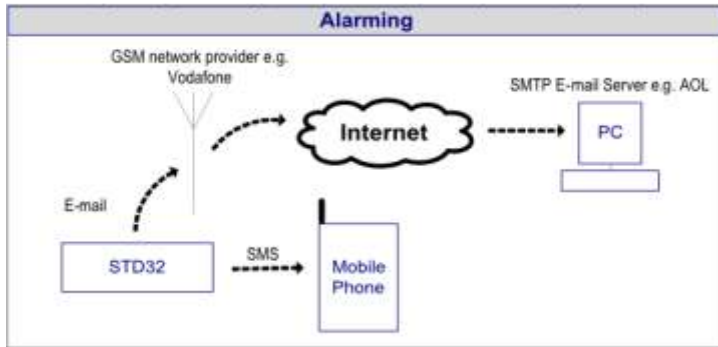 Alarming
GSM network provider e.g.
Vodafone
SMTP E-mail Server e.g. AOL
Internet
PC
E-mail
STD32
SMS
Mobile
Phone